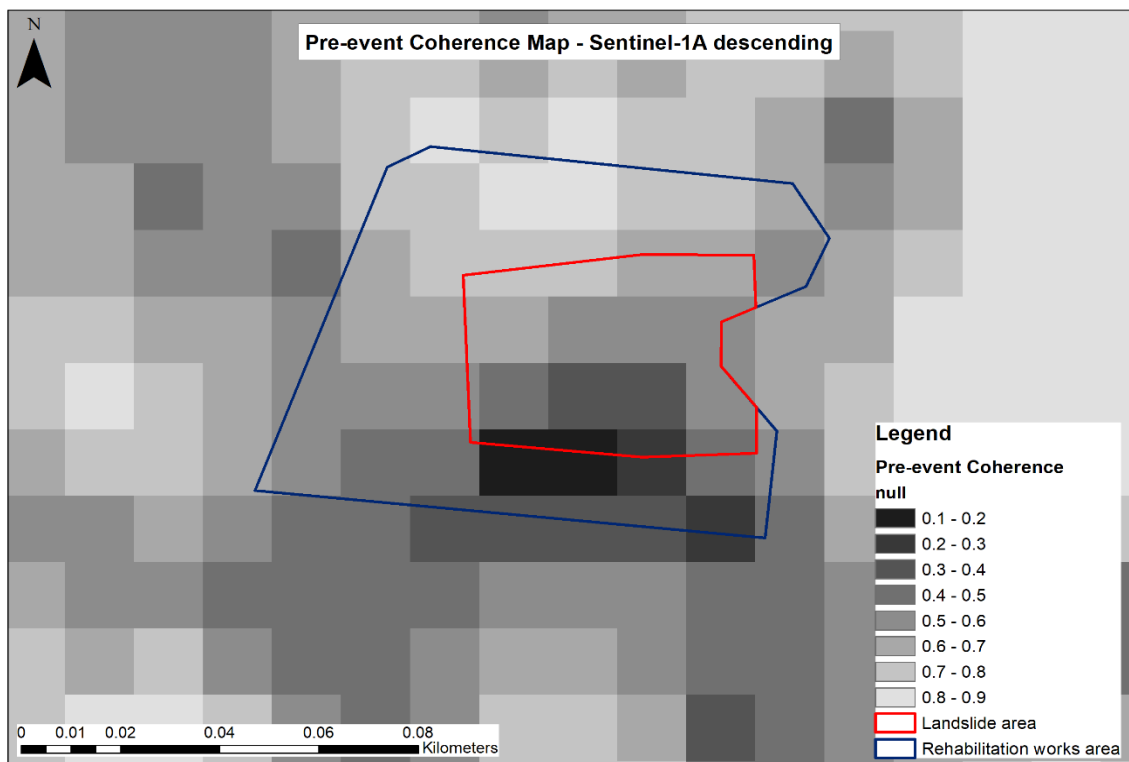 N
Pre-event Coherence Map - Sentinel-1A descending
Legend
Pre-event Coherence
null
0.1 - 0.2
0.2 - 0.3
0.3 - 0.4
0.4 - 0.5
0.5 - 0.6
0.6 - 0.7
0.7 - 0.8
0.8 - 0.9
Landslide area
Rehabilitation works area
0 0.01 0.02 0.04 0.06 0.08
Kilometers